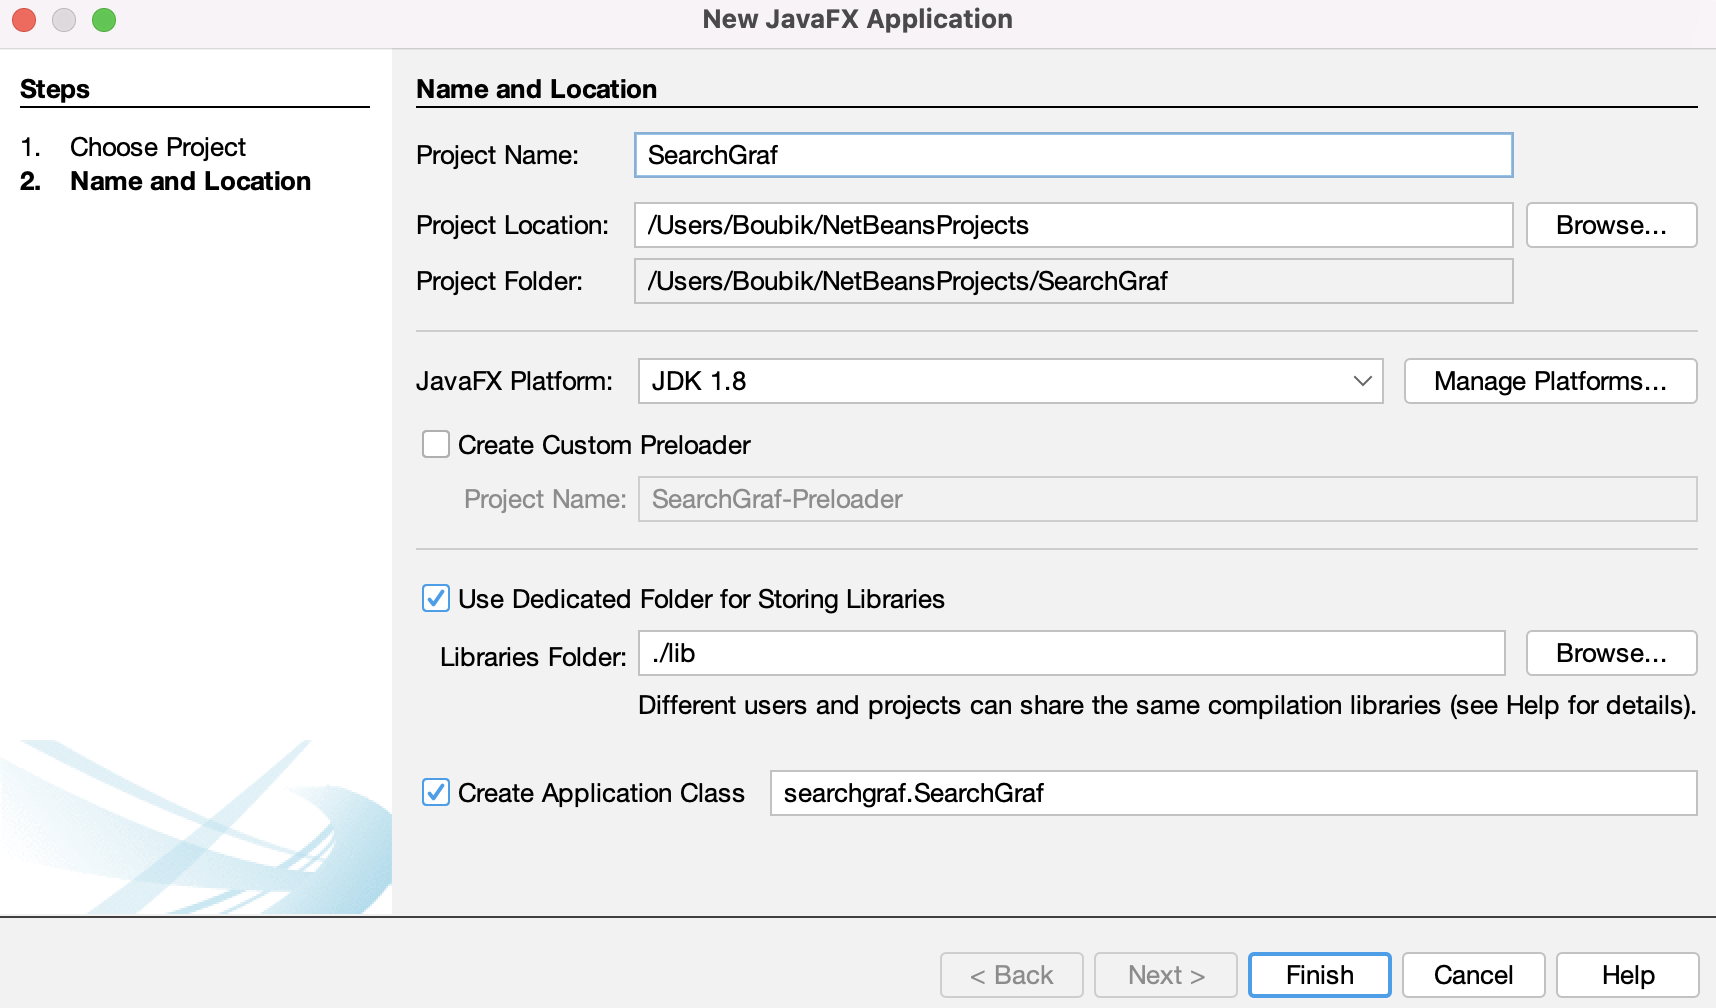 New JavaFX Application
Steps
1. Choose Project
2. Name and Location
Name and Location
Project Name: SearchGraf
Project Location: /Users/Boubik/NetBeansProjects Browse...
Project Folder: /Users/Boubik/NetBeansProjects/SearchGraf
JavaFX Platform: JDK 1.8 Manage Platforms...
Create Custom Preloader
Project Name: SearchGraf-Preloader
Use Dedicated Folder for Storing Libraries
Libraries Folder: ./lib Browse...
Different users and projects can share the same compilation libraries (see Help for details).
Create Application Class searchgraf.SearchGraf
< Back Next > Finish Cancel Help